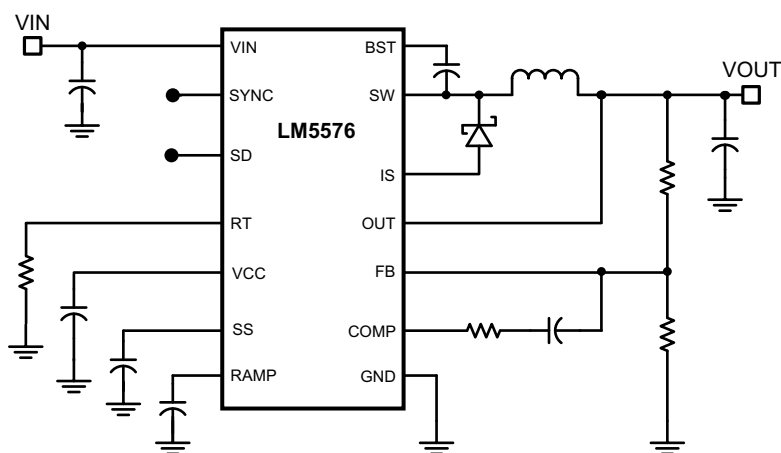 VIN
VOUT
LM5576
VIN
SYNC
SD
RT
VCC
SS
RAMP
BST
SW
IS
OUT
FB
COMP
GND